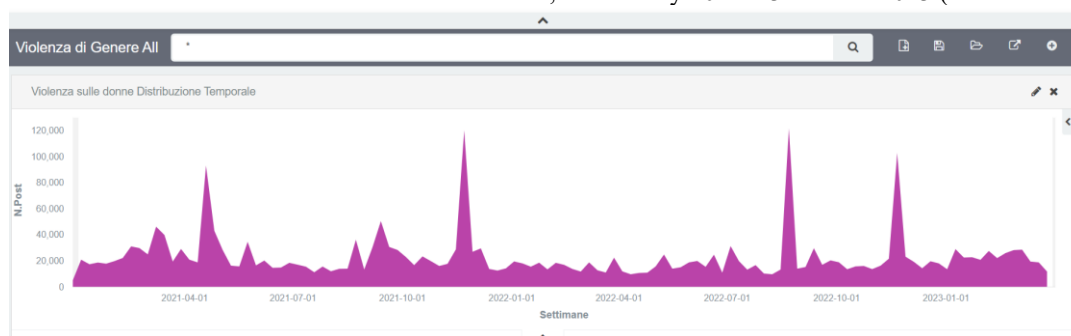 Violenza di Genere All *
Violenza sulle donne Distribuzione Temporale
120,000
100,000
80,000
60,000
40,000
20,000
0
N.Post
2021-04-01 2021-07-01 2021-10-01 2022-01-01 2022-04-01 2022-07-01 2022-10-01 2023-01-01
Settimane